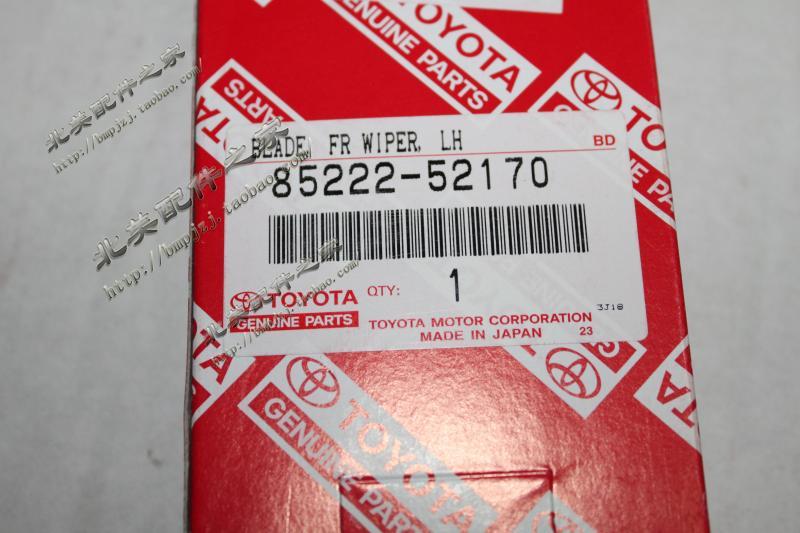 TOYOTA
GENUINE PARTS
BLADE, FR WIPER, LH
BD
85222-52170
TOYOTA
GENUINE PARTS
QTY: 1
3J18
TOYOTA MOTOR CORPORATION
MADE IN JAPAN 23
TOYOTA
GENUINE PARTS
TOYOTA
PARTS
TOYOTA
GENUINE PARTS
北美配件之家
http://bmpjzj.taobao.com/
北美配件之家
http://bmpjzj.taobao.com/
北美配件之家
http://bmpjzj.taobao.com/